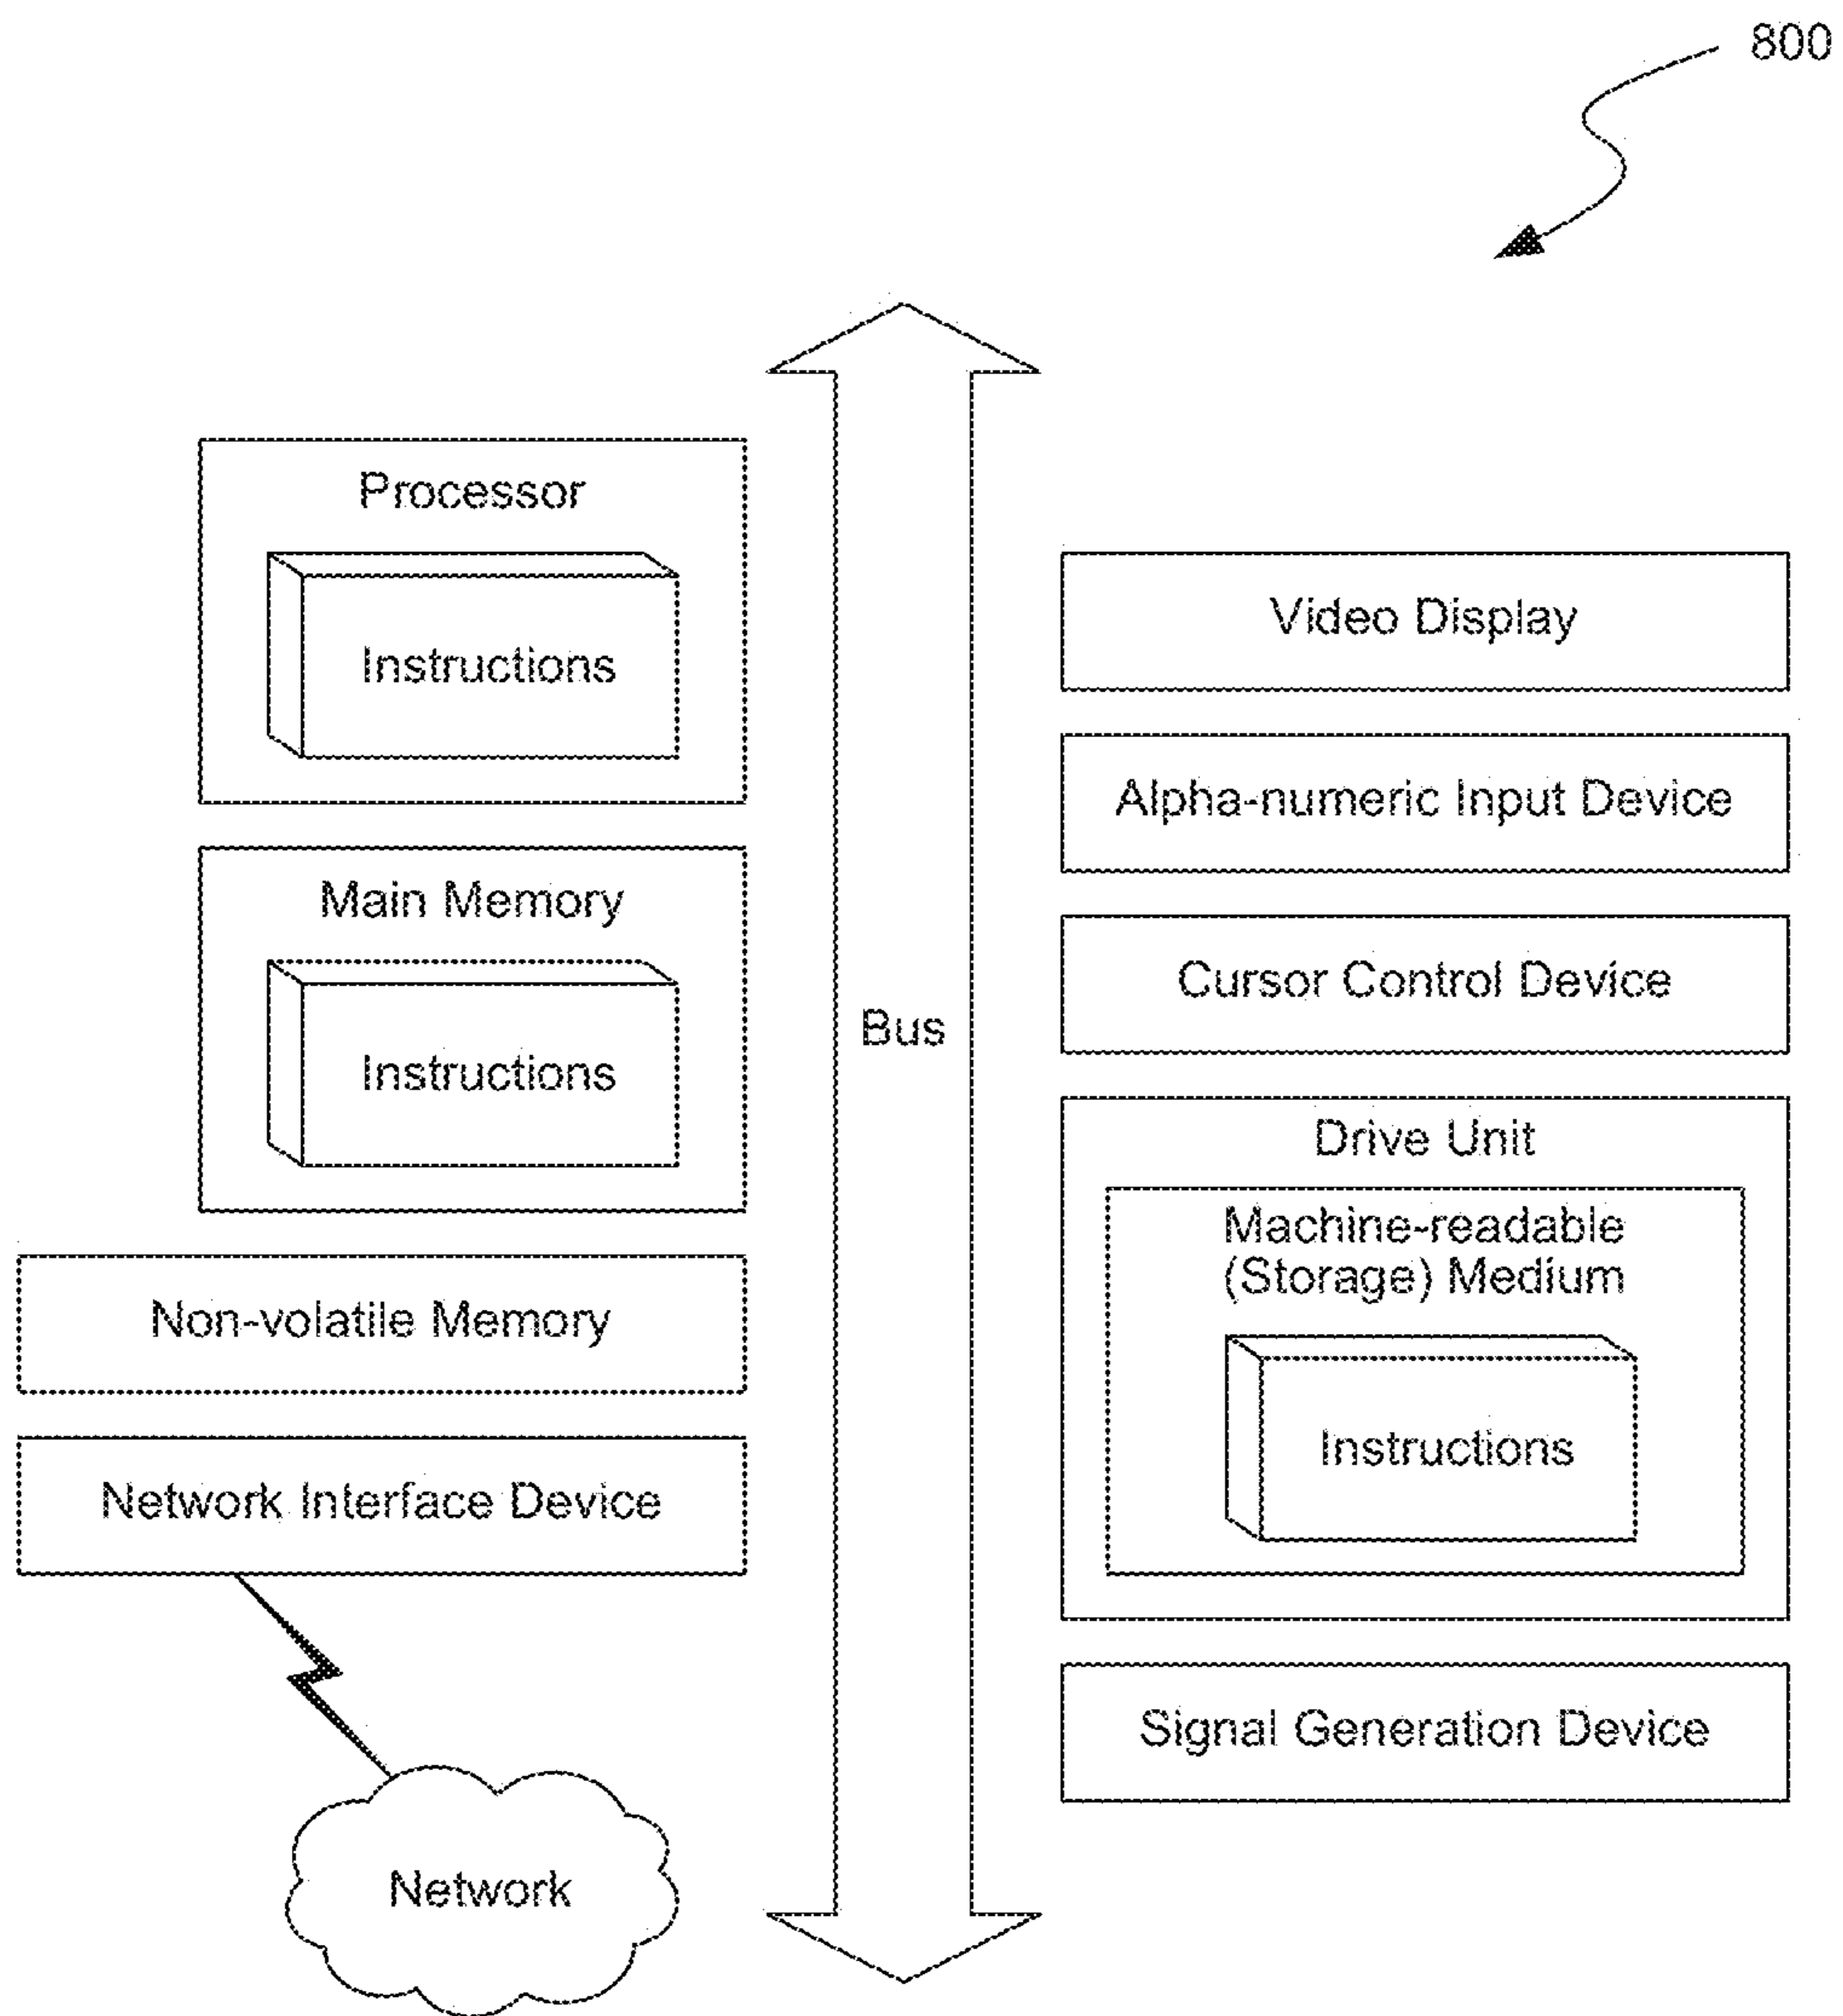 800
Processor
Instructions
Main Memory
Instructions
Non-volatile Memory
Network Interface Device
Network
Bus
Video Display
Alpha-numeric Input Device
Cursor Control Device
Drive Unit
Machine-readable
(Storage) Medium
Instructions
Signal Generation Device